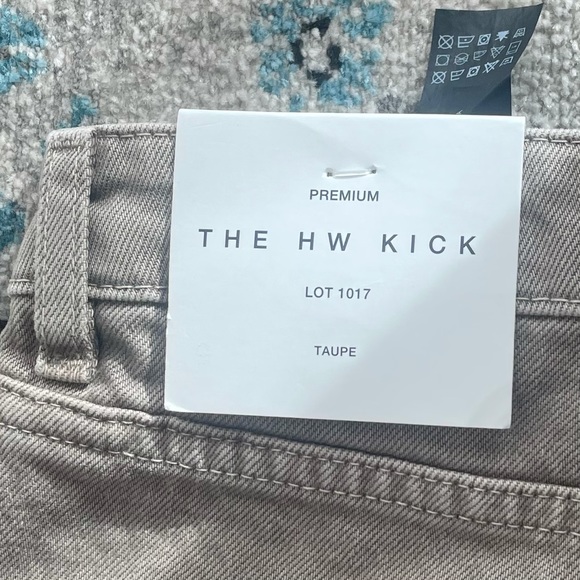 PREMIUM
THE HW KICK
LOT 1017
TAUPE